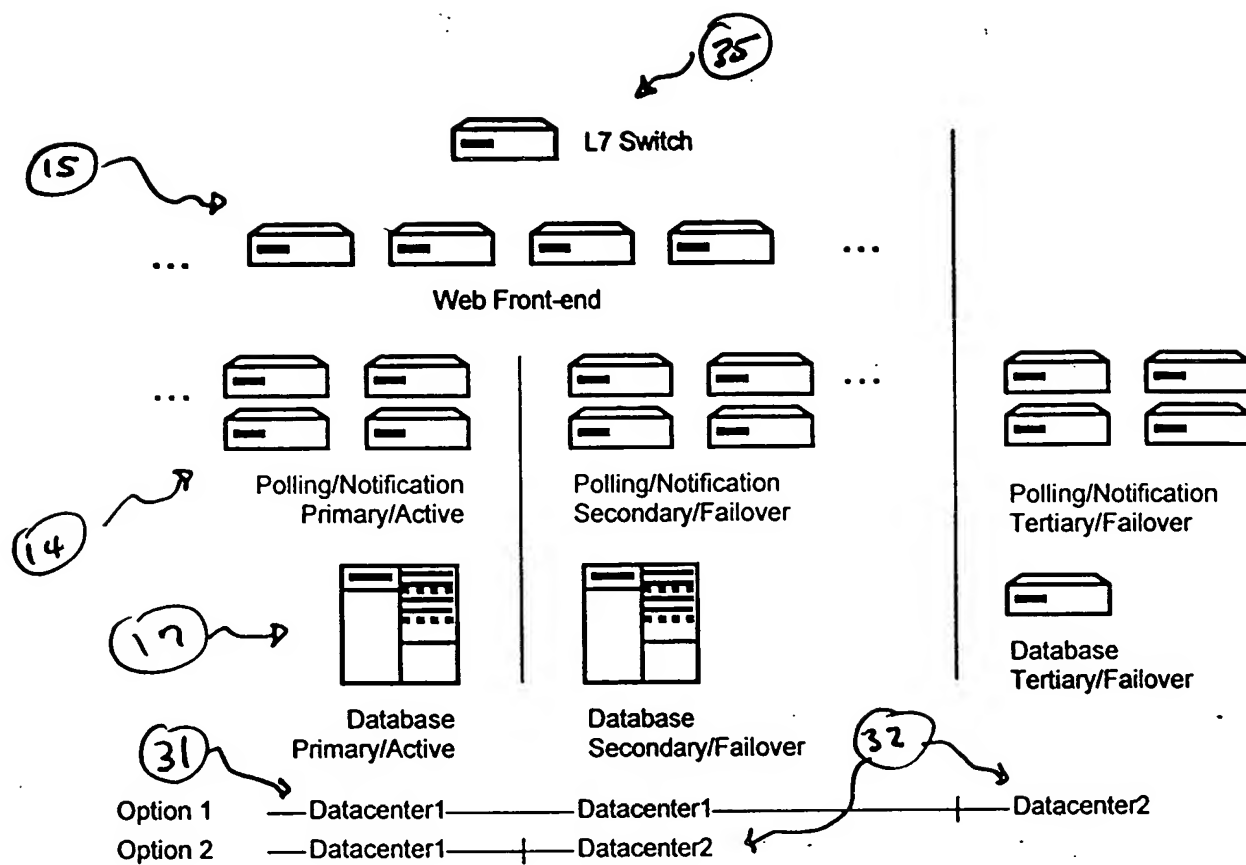 35
L7 Switch
15
... ...
Web Front-end
... ...
Polling/Notification
Primary/Active
Polling/Notification
Secondary/Failover
Polling/Notification
Tertiary/Failover
14
17
Database
Primary/Active
Database
Secondary/Failover
Database
Tertiary/Failover
31
32
Option 1 Datacenter1 Datacenter1 Datacenter2
Option 2 Datacenter1 Datacenter2